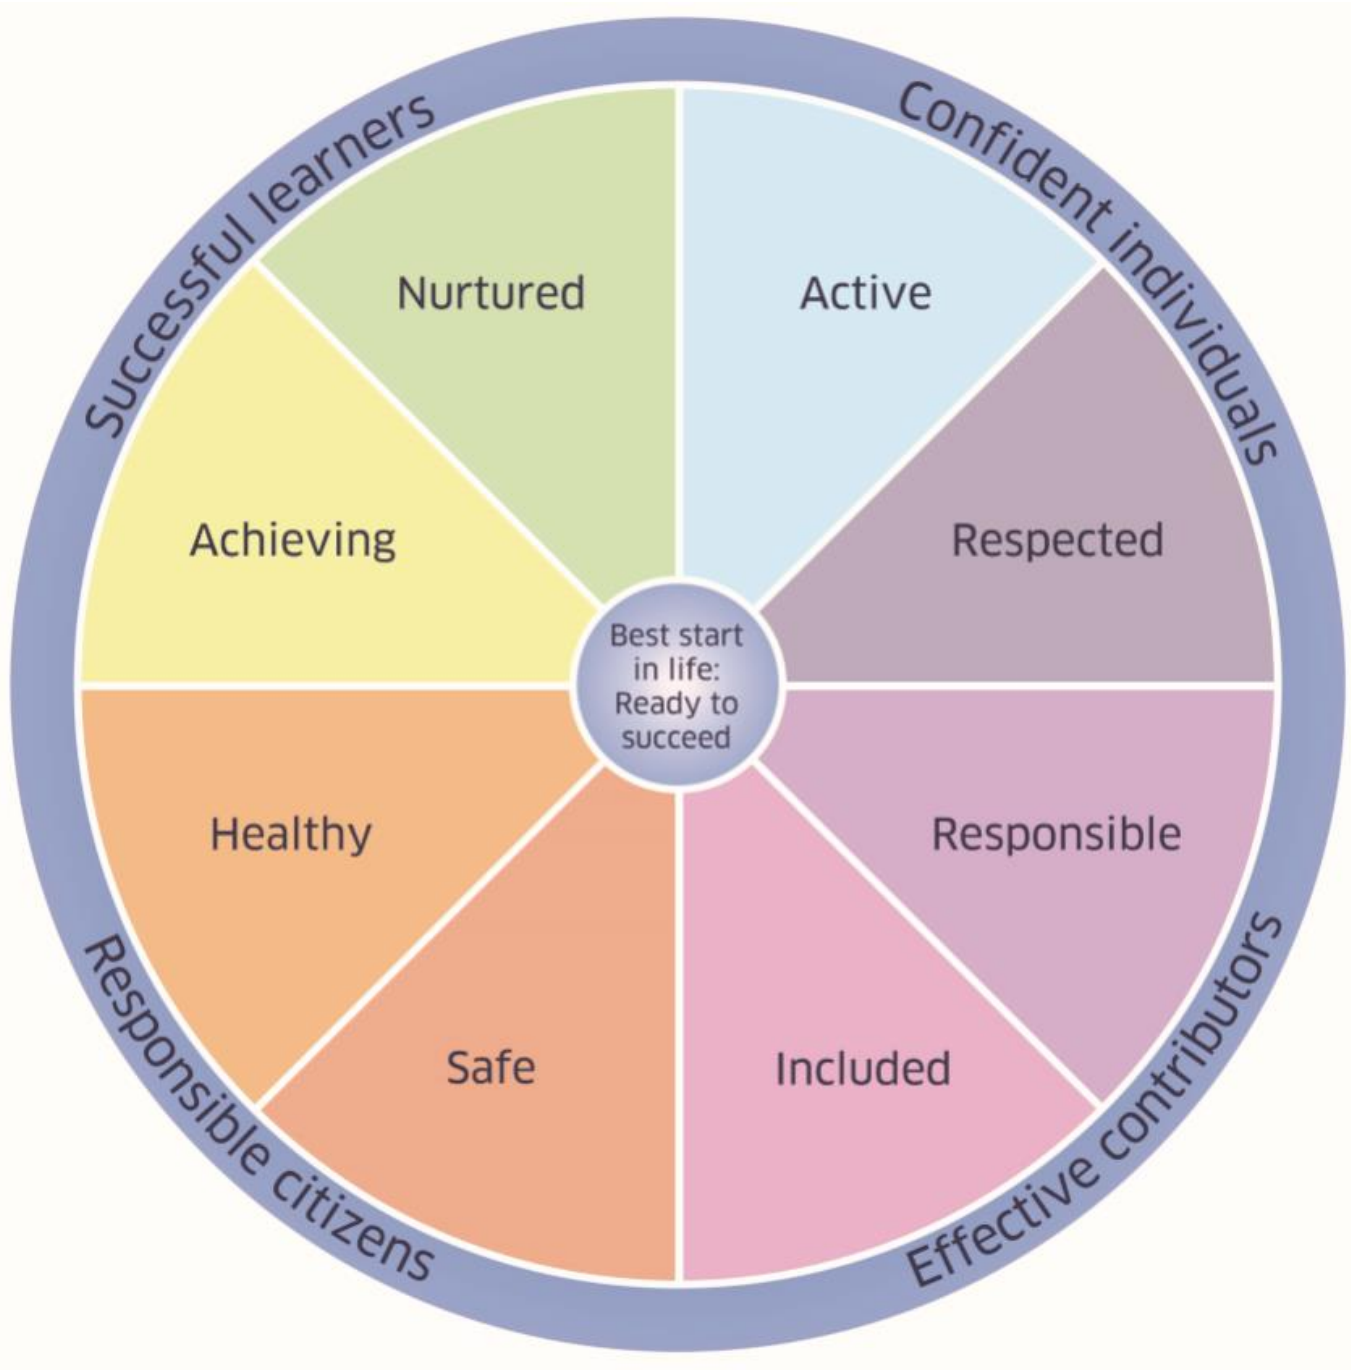 Successful learners
Confident individuals
Nurtured
Active
Achieving
Respected
Best start
in life:
Ready to
succeed
Healthy
Responsible
Safe
Included
Responsible citizens
Effective contributors